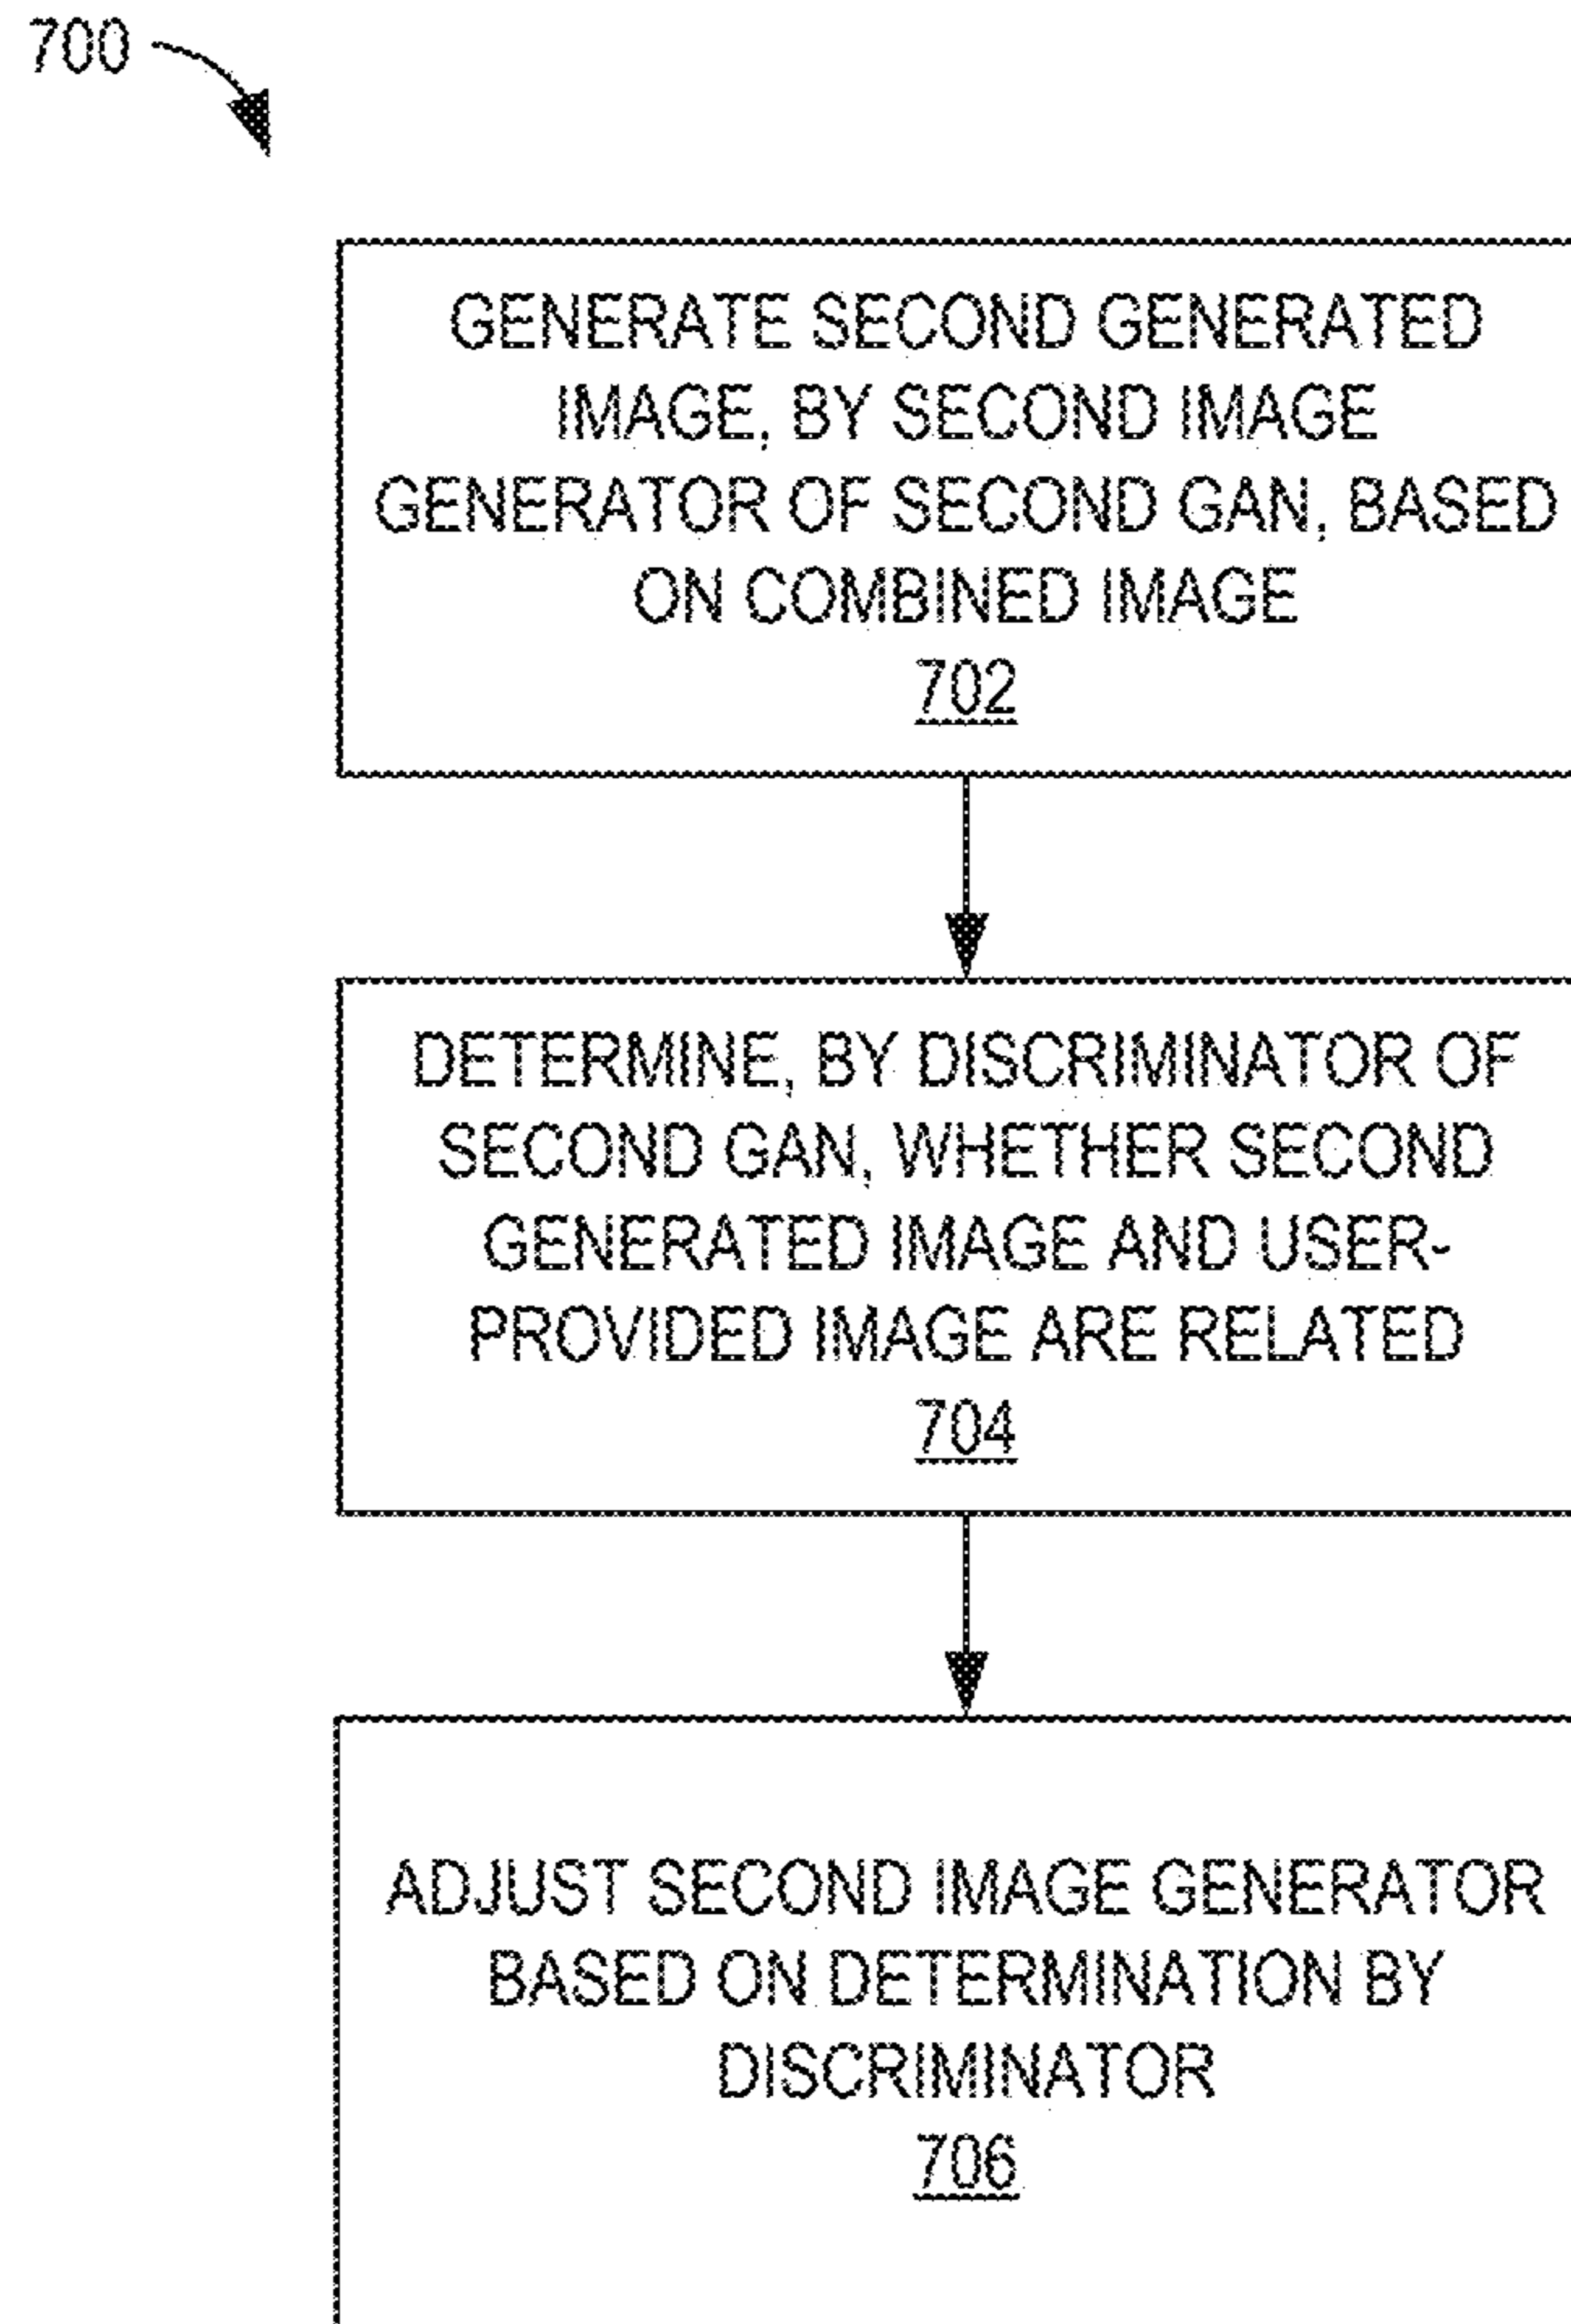 700
GENERATE SECOND GENERATED
IMAGE, BY SECOND IMAGE
GENERATOR OF SECOND GAN, BASED
ON COMBINED IMAGE
702
DETERMINE, BY DISCRIMINATOR OF
SECOND GAN, WHETHER SECOND
GENERATED IMAGE AND USER-
PROVIDED IMAGE ARE RELATED
704
ADJUST SECOND IMAGE GENERATOR
BASED ON DETERMINATION BY
DISCRIMINATOR
706